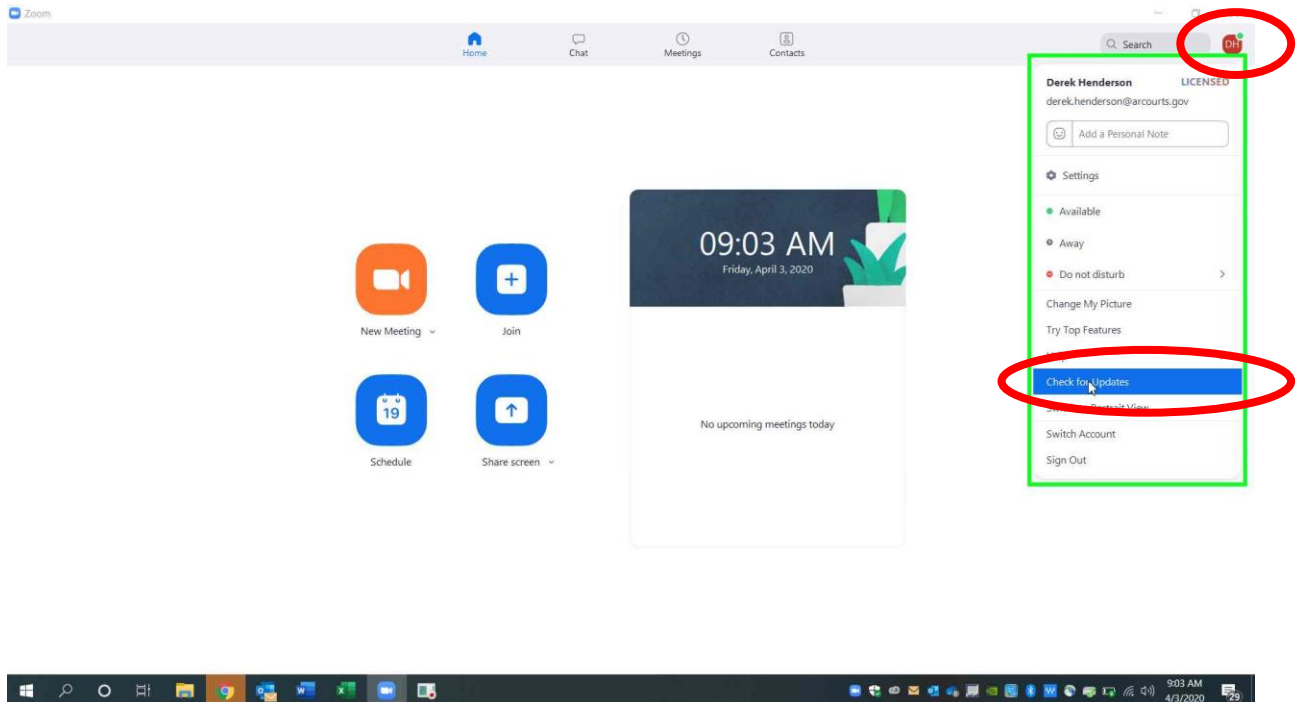 Zoom
Home
Chat
Meetings
Contacts
Search
DH
Derek Henderson LICENSED
derek.henderson@arcourts.gov
Add a Personal Note
Settings
Available
Away
Do not disturb
Change My Picture
Try Top Features
Check for Updates
Portrait View
Switch Account
Sign Out
09:03 AM
Friday, April 3, 2020
No upcoming meetings today
New Meeting
Join
19
Schedule
Share screen
9:03 AM
4/3/2020
29